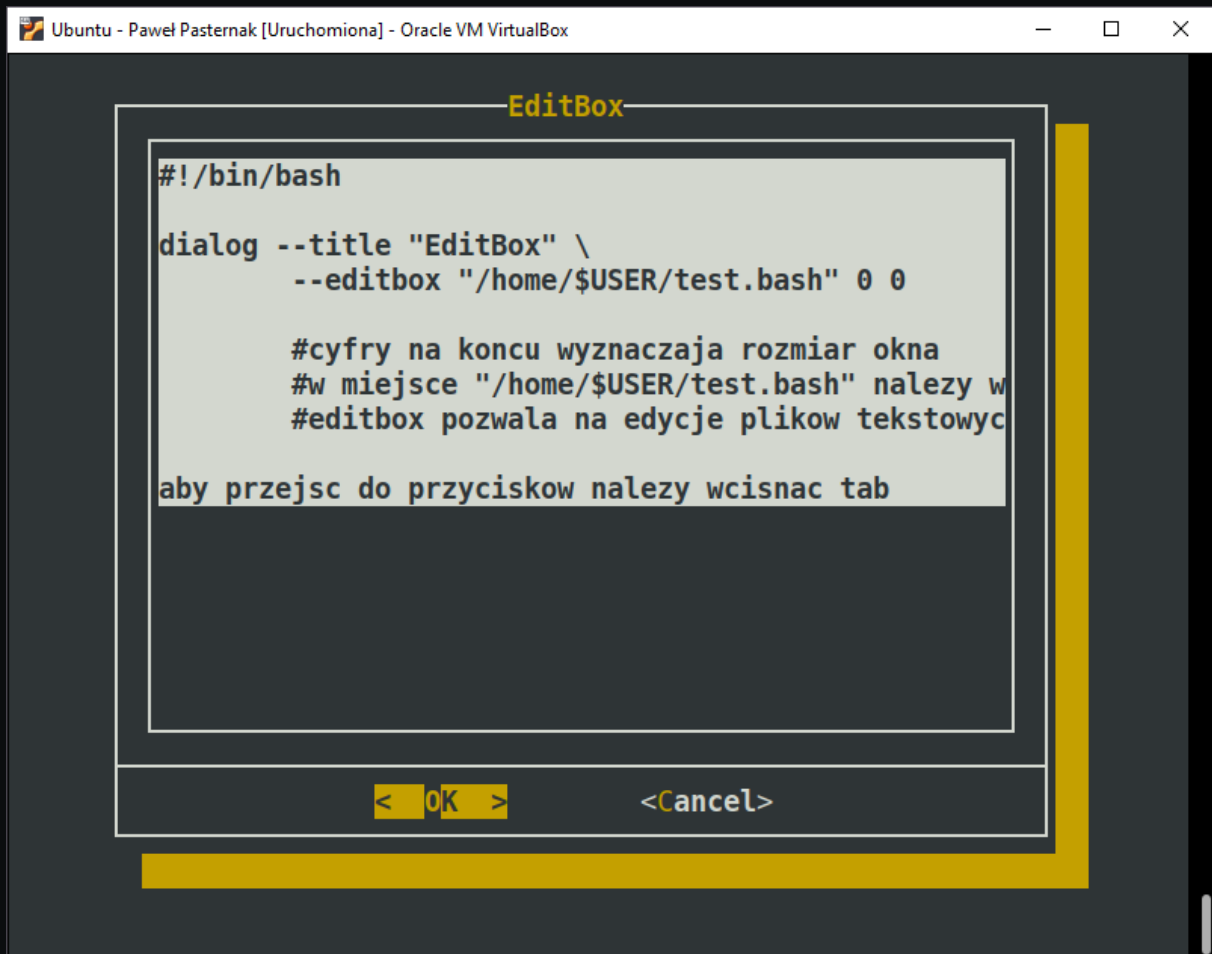 Ubuntu - Paweł Pasternak [Uruchomiona] - Oracle VM VirtualBox
EditBox
#!/bin/bash
dialog --title "EditBox" \
--editbox "/home/$USER/test.bash" 0 0
#cyfry na koncu wyznaczaja rozmiar okna
#w miejsce "/home/$USER/test.bash" nalezy w
#editbox pozwala na edycje plikow tekstowyc
aby przejsc do przyciskow nalezy wcisnac tab
< OK > <Cancel>